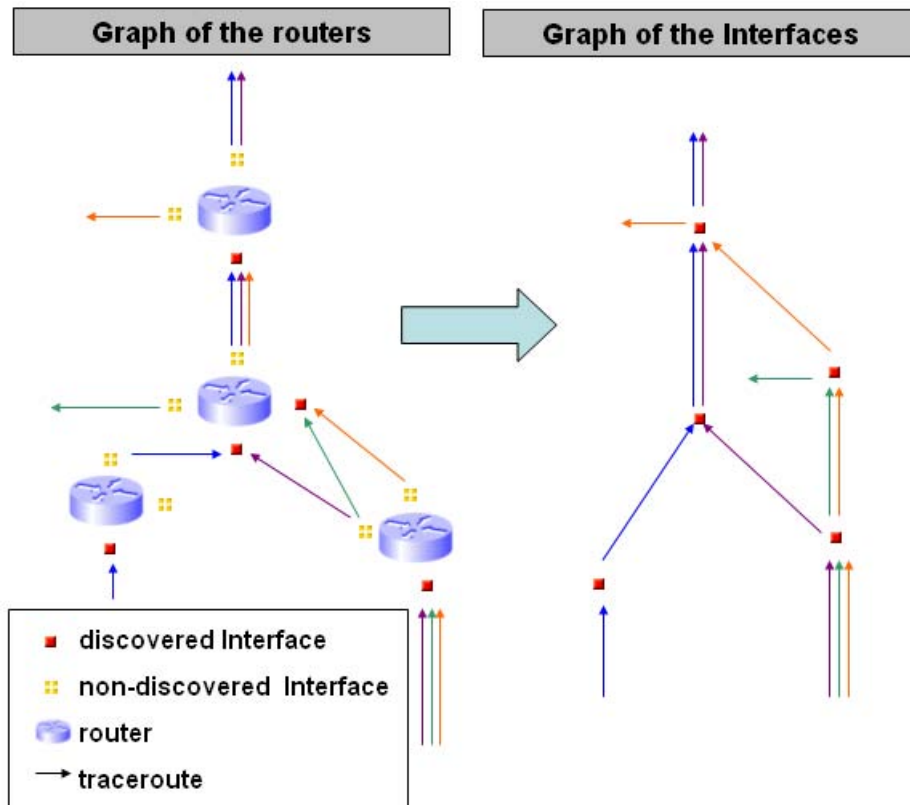 Graph of the routers
Graph of the Interfaces
discovered Interface
non-discovered Interface
router
traceroute